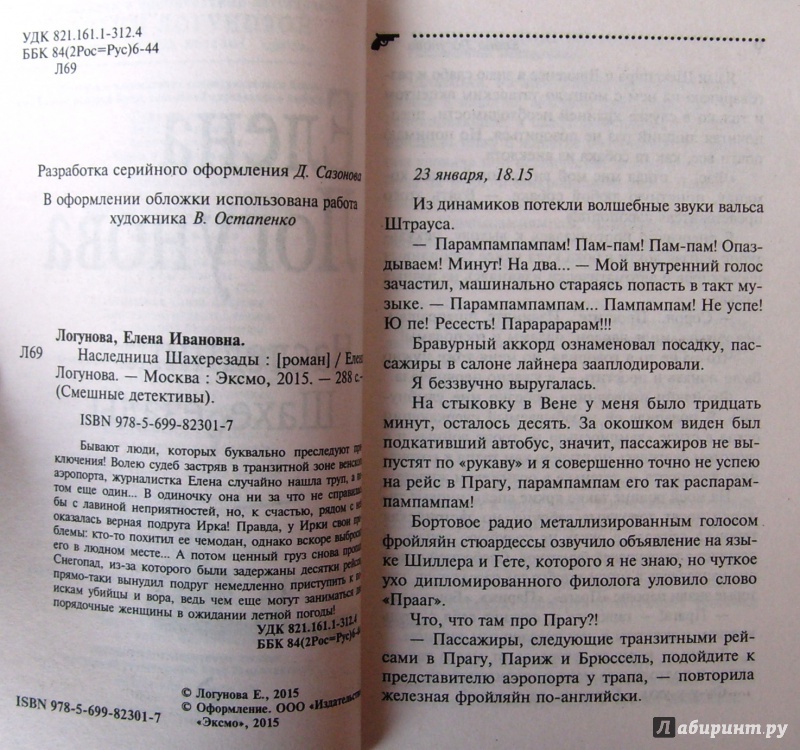 УДК 821.161.1-312.4
ББК 84(2Рос=Рус)6-44
Л69
Разработка серийного оформления Д. Сазонова
В оформлении обложки использована работа
художника В. Остапенко
Логунова, Елена Ивановна.
Л69 Наследница Шахерезады : [роман] / Елена
Логунова. — Москва : Эксмо, 2015. — 288 с.-
(Смешные детективы).
ISBN 978-5-699-82301-7
Бывают люди, которых буквально преследуют
ключения! Волею судеб застряв в транзитной зоне
аэропорта, журналистка Елена случайно нашла труп, а
том еще один... В одиночку она ни за что не
бы с лавиной неприятностей, но, к счастью, рядом с
оказалась верная подруга Ирка! Правда, у Ирки свои
блемы: кто-то похитил ее чемодан, однако вскоре
его в людном месте... А потом ценный груз снова
Снегопад, из-за которого были задержаны десятки
прямо-таки вынудил подруг немедленно приступить к
искам убийцы и вора, ведь чем еще могут заниматься
порядочные женщины в ожидании летной погоды!
УДК 821.161.1-312.4
ББК 84(2Рос=Рус)6-44
© Логунова Е., 2015
© Оформление. ООО «Издательство
«Эксмо», 2015
ISBN 978-5-699-82301-7
23 января, 18.15
Из динамиков потекли волшебные звуки вальса
Штрауса.
— Парампампампам! Пам-пам! Пам-пам! Опаз-
дываем! Минут! На два... — Мой внутренний голос
зачастил, машинально стараясь попасть в такт му-
зыке. — Парампампампам... Пампампам! Не успе!
Ю пе! Ресесть! Парарарарам!!!
Бравурный аккорд ознаменовал посадку, пас-
сажиры в салоне лайнера зааплодировали.
Я беззвучно выругалась.
На стыковку в Вене у меня было тридцать
минут, осталось десять. За окошком виден был
подкативший автобус, значит, пассажиров не вы-
пустят по «рукаву» и я совершенно точно не успею
на рейс в Прагу, парампампам его так распарам-
пампампам!
Бортовое радио металлизированным голосом
фройляйн стюардессы озвучило объявление на язы-
ке Шиллера и Гете, которого я не знаю, но чуткое
ухо дипломированного филолога уловило слово
«Прааг».
Что, что там про Прагу?!
— Пассажиры, следующие транзитными рей-
сами в Прагу, Париж и Брюссель, подойдите к
представителю аэропорта у трапа, — повторила
железная фройляйн по-английски.
Лабиринт.ру